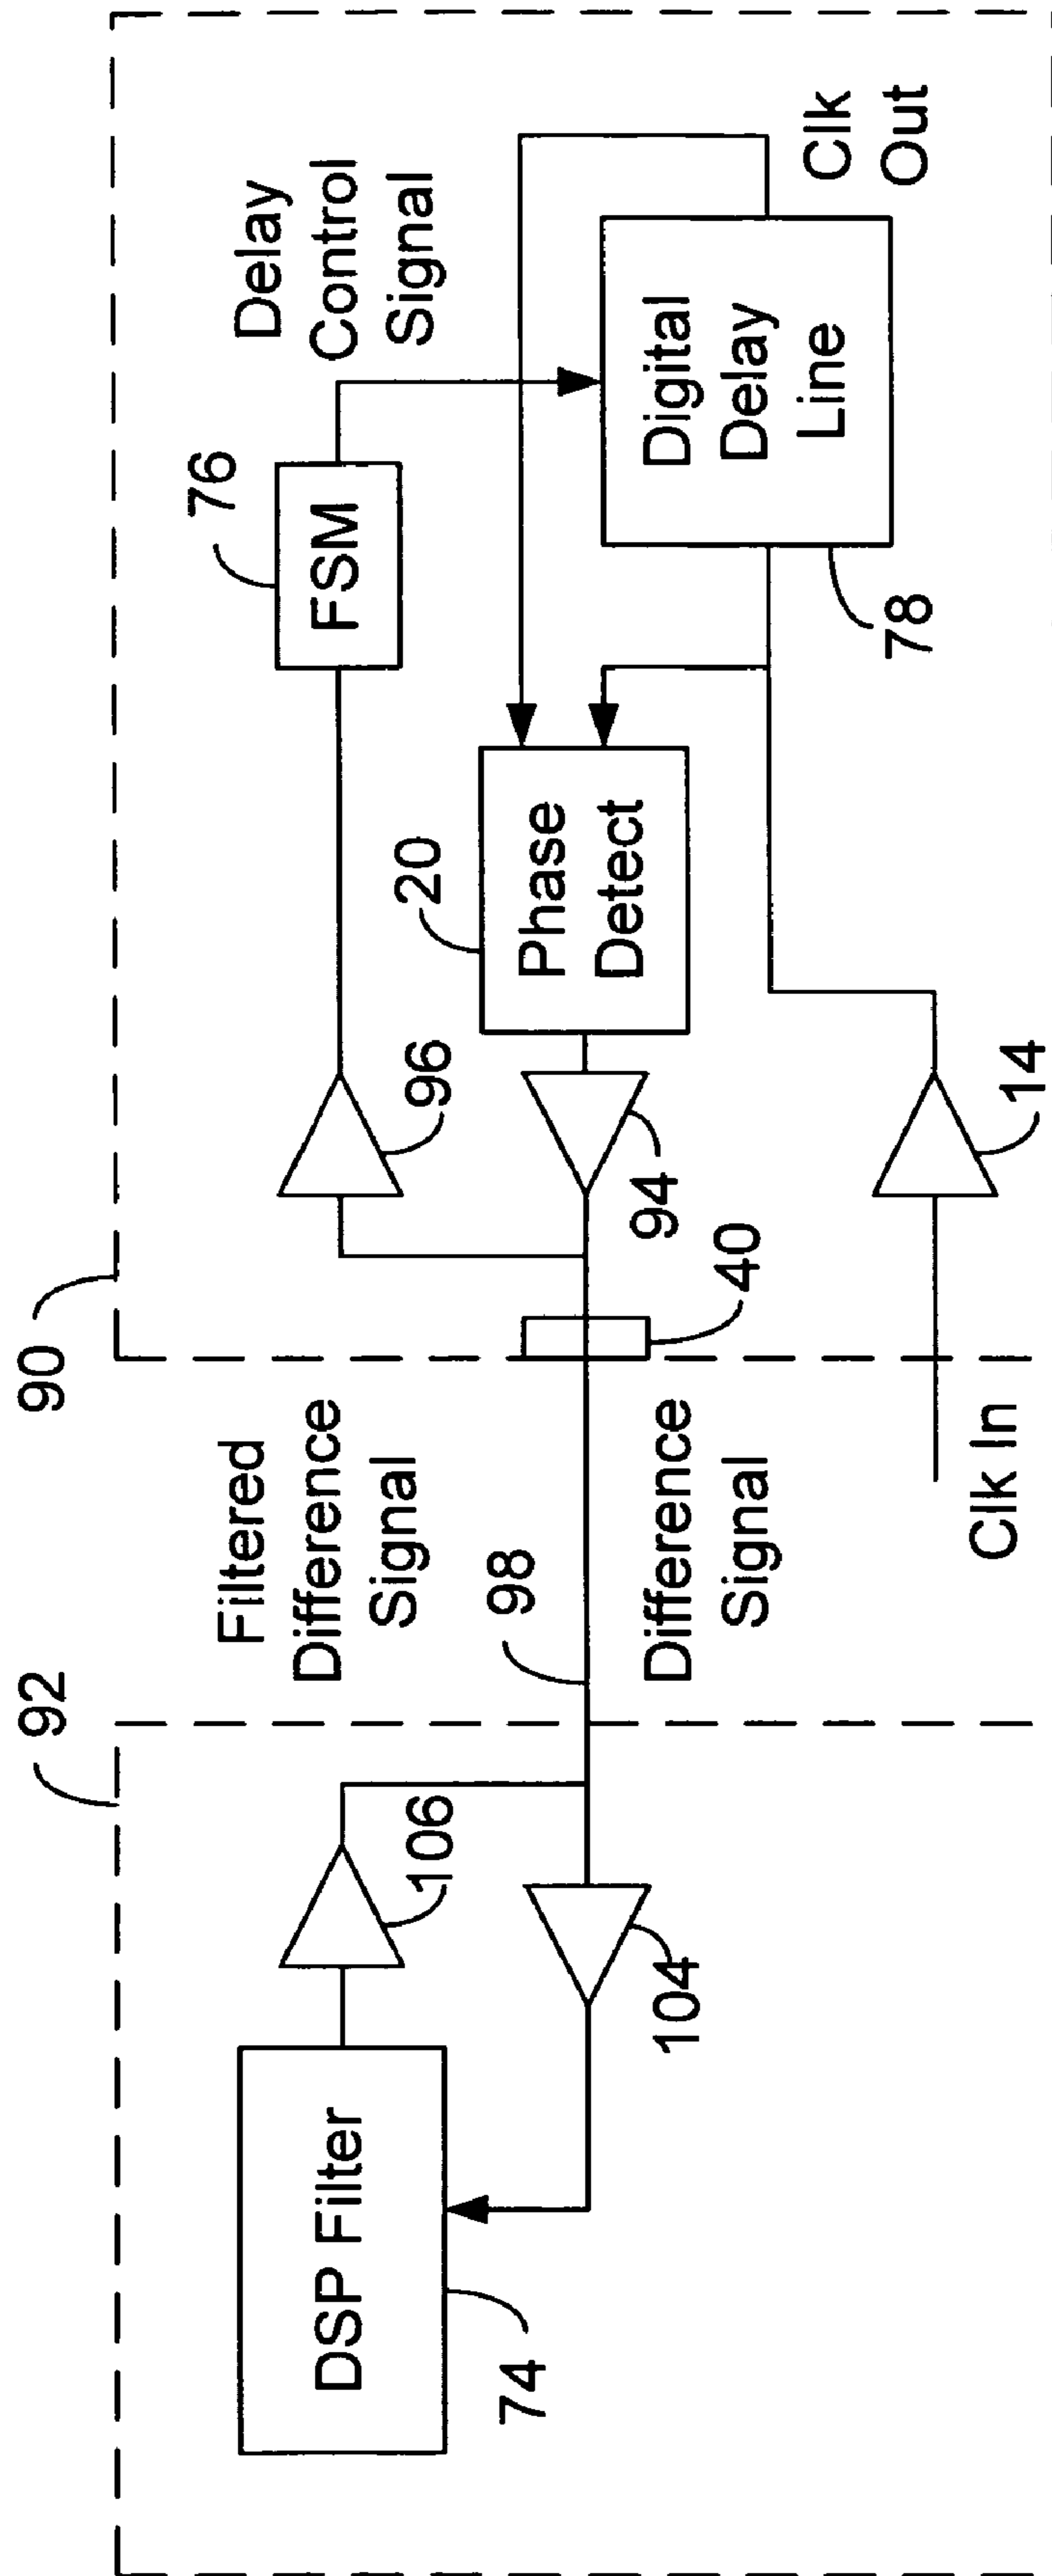 92
90
DSP Filter
74
106
104
Filtered
Difference
Signal
98
Difference
Signal
Clk In
40
96
94
14
20
Phase
Detect
76
FSM
Delay
Control
Signal
Digital
Delay
Line
78
Clk
Out